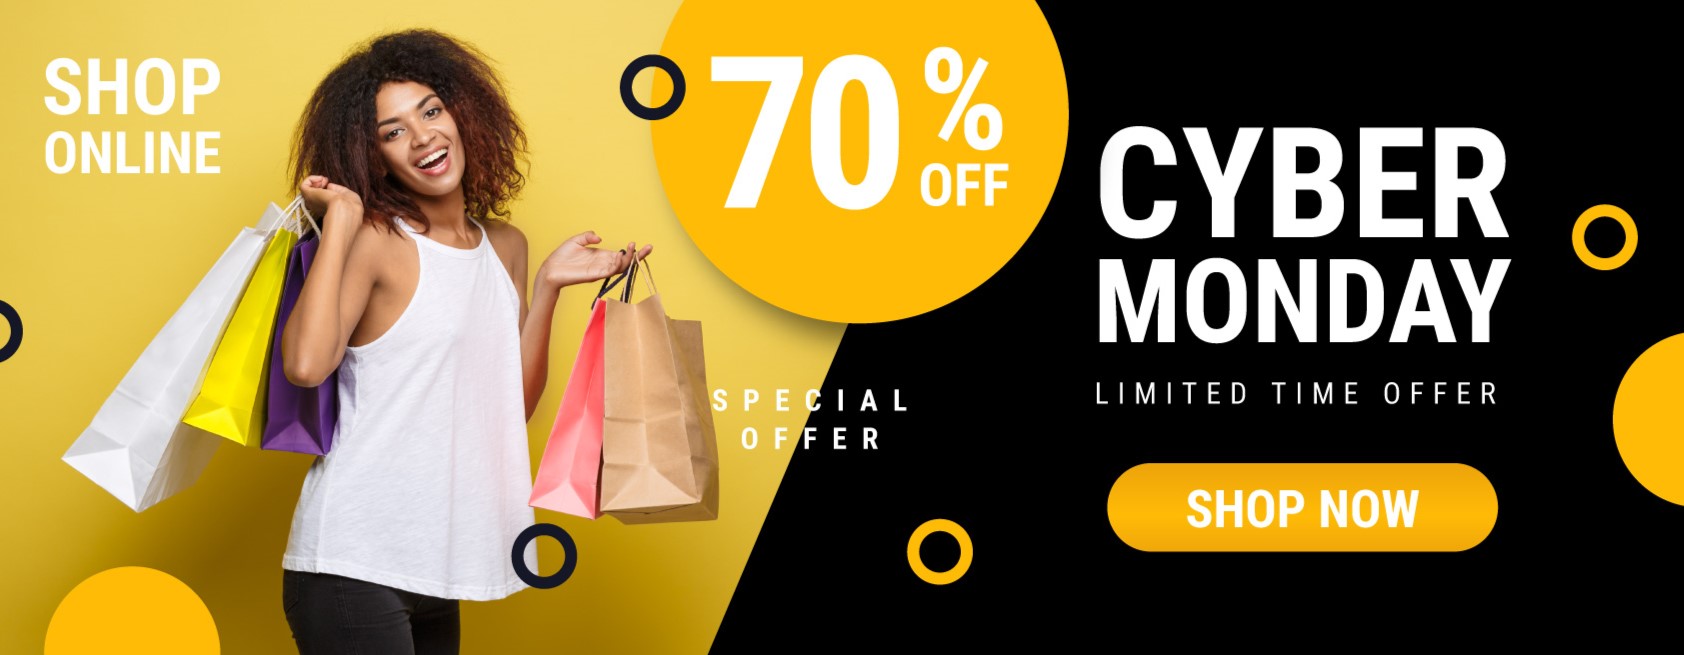 SHOP
ONLINE
70%
OFF
SPECIAL
OFFER
CYBER
MONDAY
LIMITED TIME OFFER
SHOP NOW